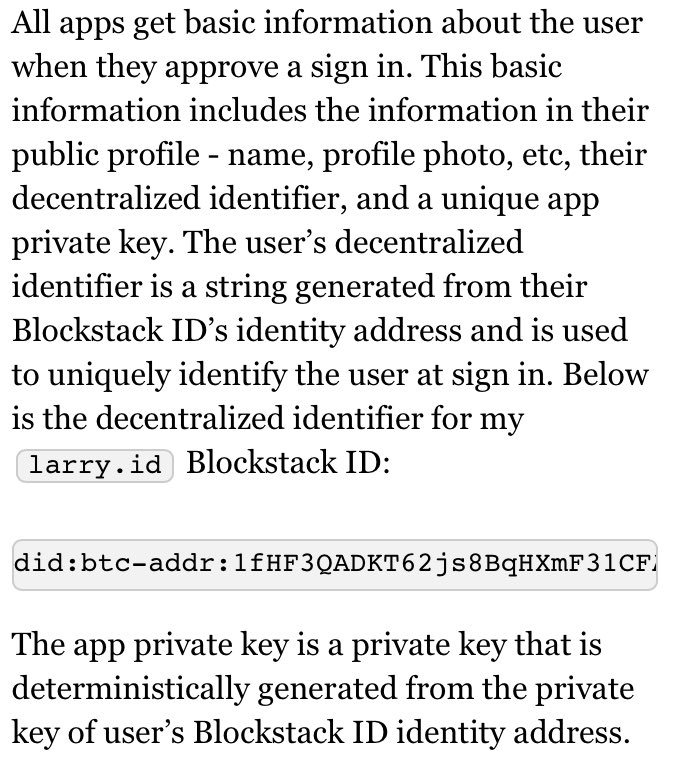 All apps get basic information about the user
when they approve a sign in. This basic
information includes the information in their
public profile - name, profile photo, etc, their
decentralized identifier, and a unique app
private key. The user’s decentralized
identifier is a string generated from their
Blockstack ID’s identity address and is used
to uniquely identify the user at sign in. Below
is the decentralized identifier for my
larry.id Blockstack ID:
did:btc-addr:1fHF3QADKT62js8BqHXmF31CF
The app private key is a private key that is
deterministically generated from the private
key of user’s Blockstack ID identity address.